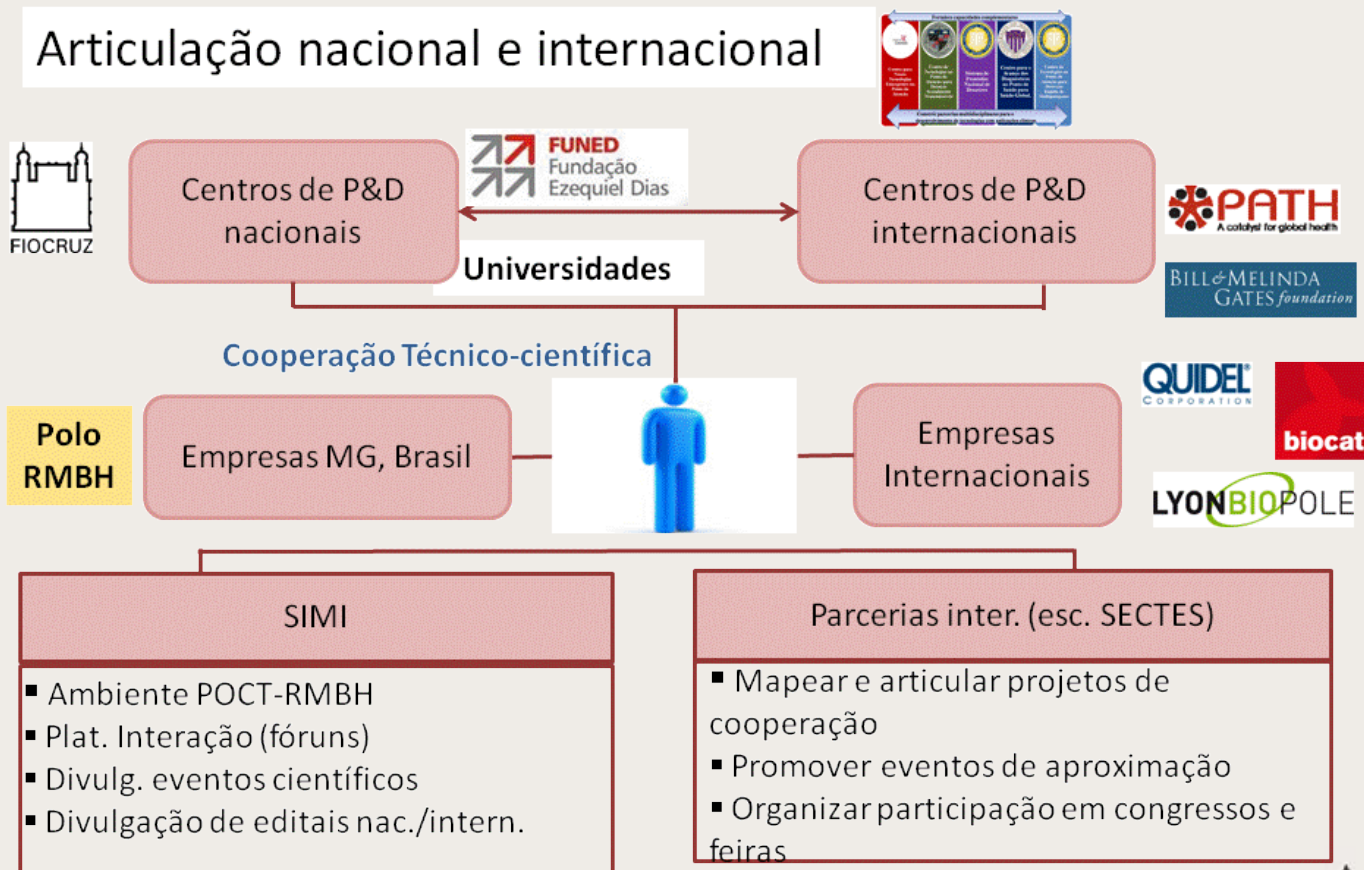 Articulação nacional e internacional
FIOCRUZ
Centros de P&D
nacionais
FUNED
Fundação
Ezequiel Dias
Centros de P&D
internacionais
PATH
A catalyst for global health
Universidades
BILL & MELINDA
GATES foundation
Cooperação Técnico-científica
Polo
RMBH
Empresas MG, Brasil
Empresas
Internacionais
QUIDEL®
CORPORATION
biocat
LYONBIOPOLE
SIMI
▪ Ambiente POCT-RMBH
▪ Plat. Interação (fóruns)
▪ Divulg. eventos científicos
▪ Divulgação de editais nac./intern.
Parcerias inter. (esc. SECTES)
▪ Mapear e articular projetos de
cooperação
▪ Promover eventos de aproximação
▪ Organizar participação em congressos e
feiras